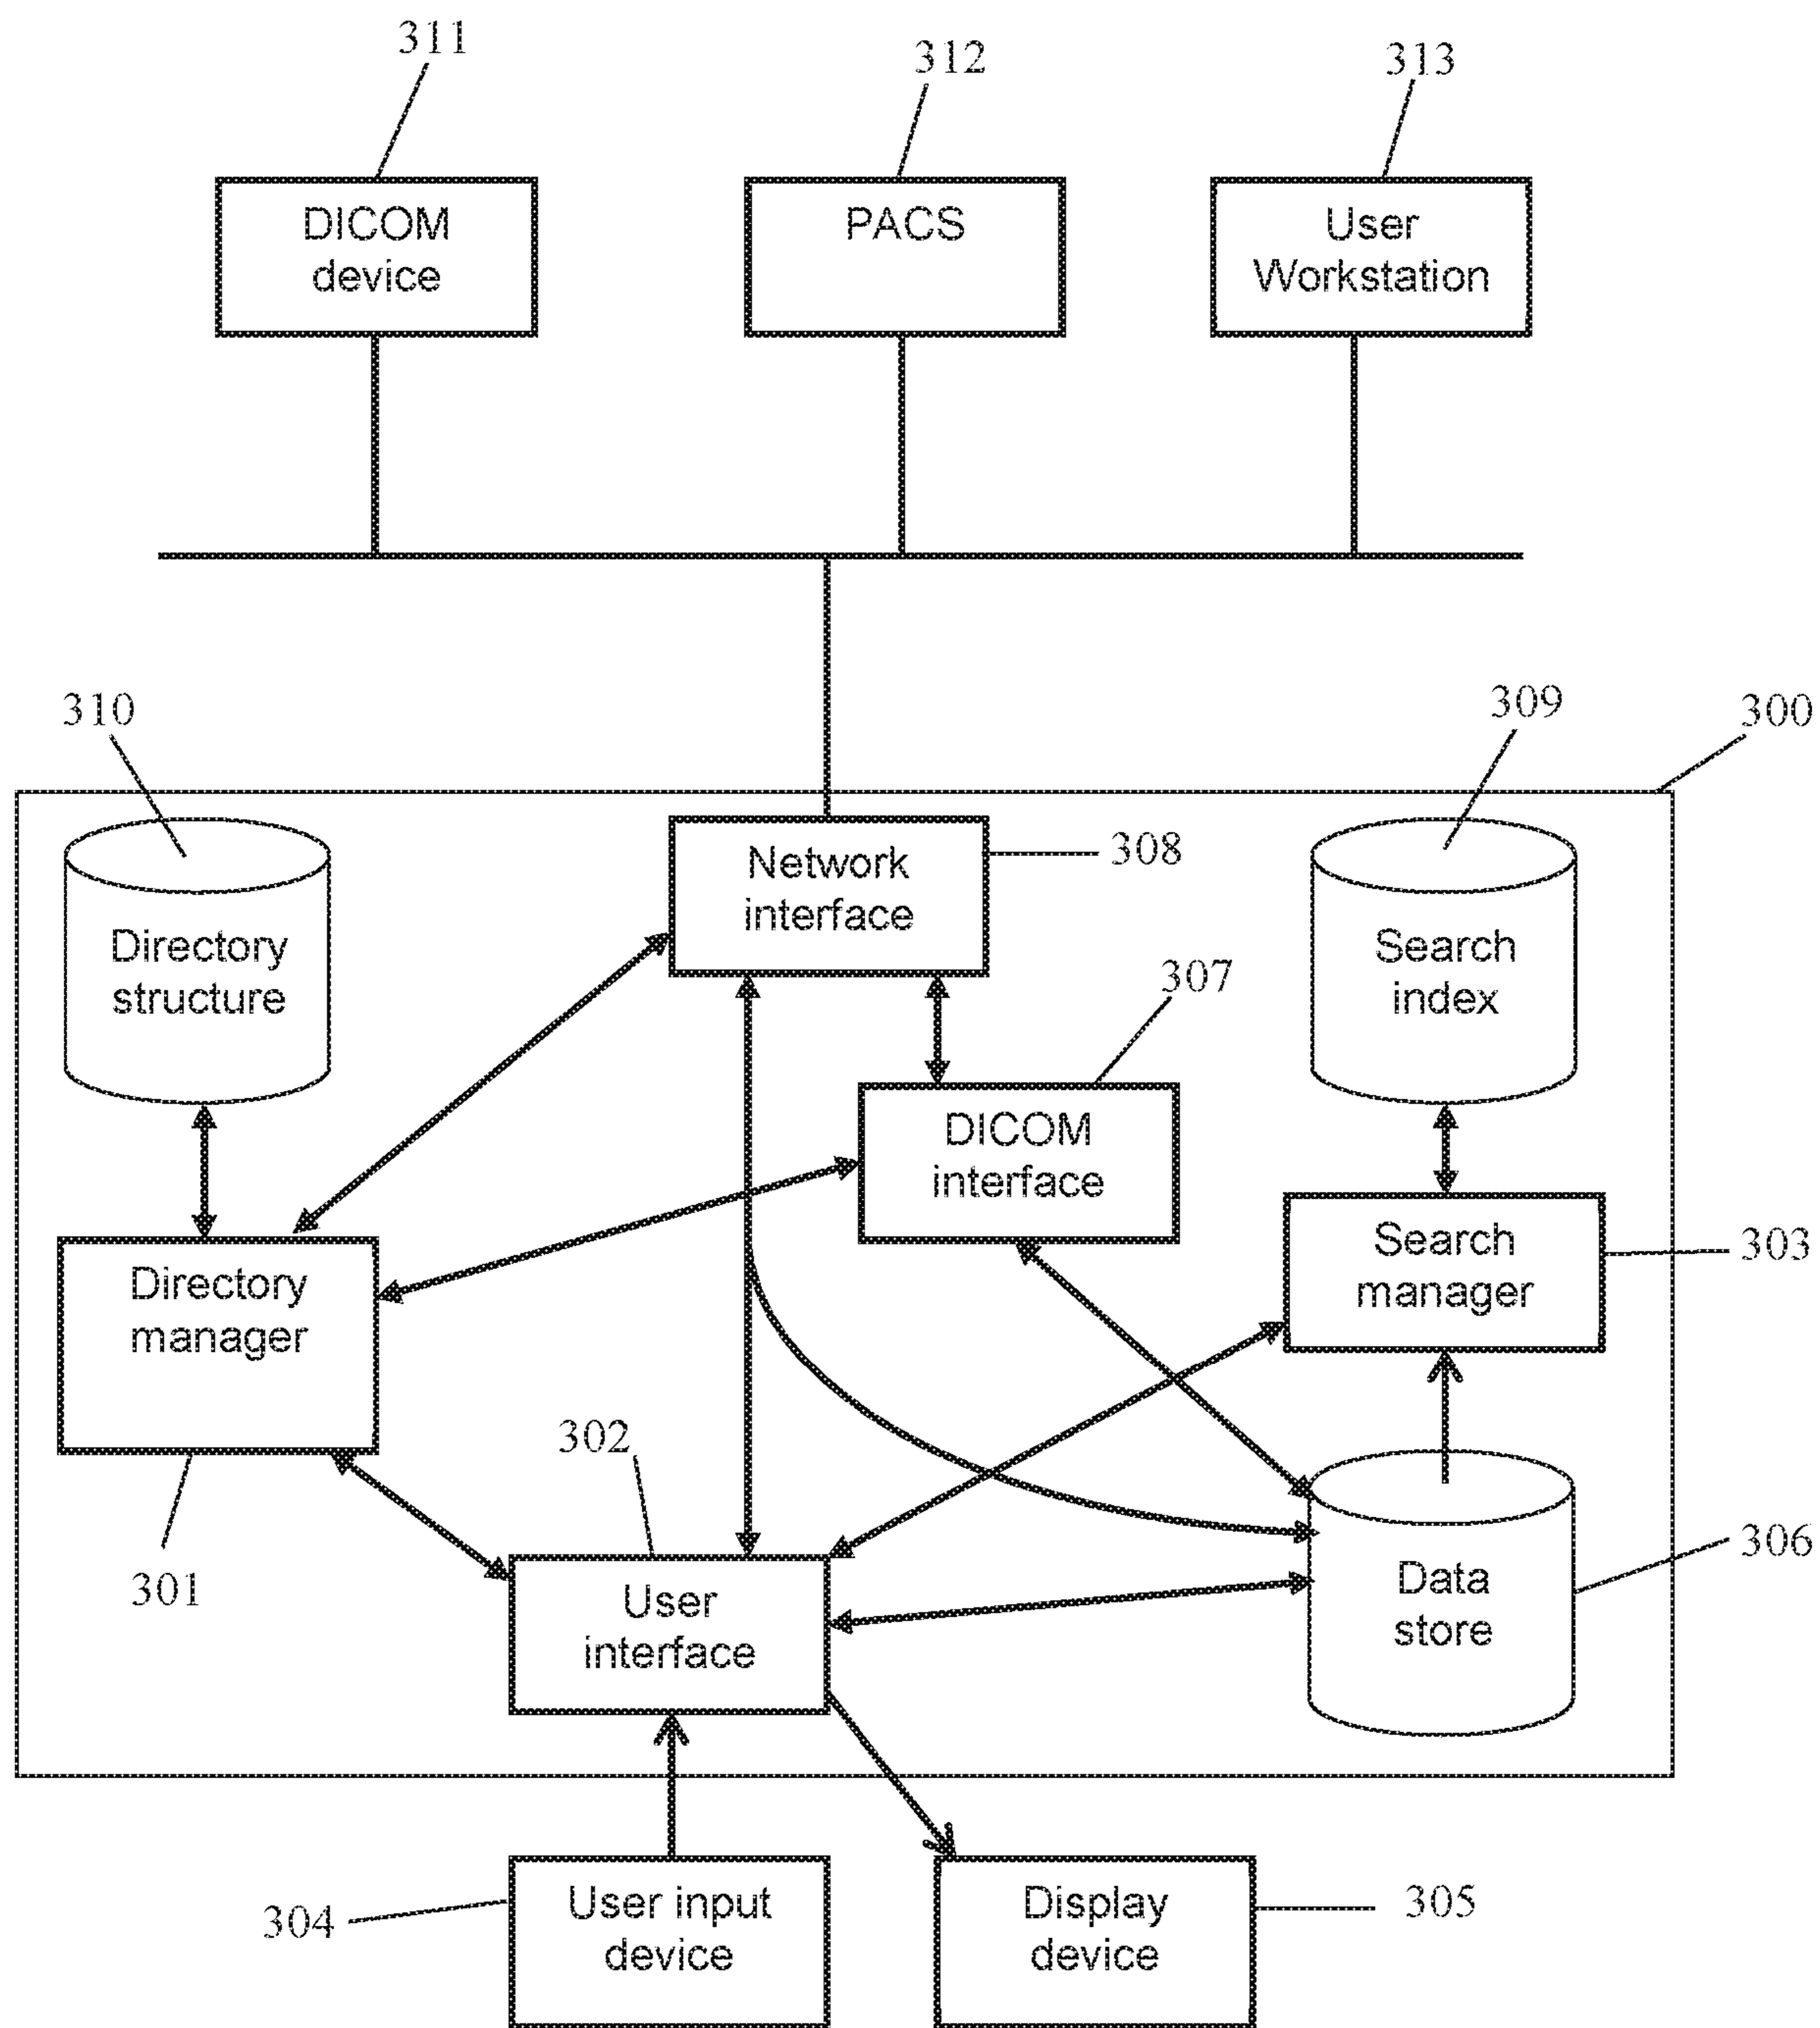 311
312
313
DICOM
device
PACS
User
Workstation
310
309
300
Network
interface
308
Directory
structure
Search
index
307
DICOM
interface
Search
manager
303
Directory
manager
302
301
User
interface
Data
store
306
304
User input
device
Display
device
305